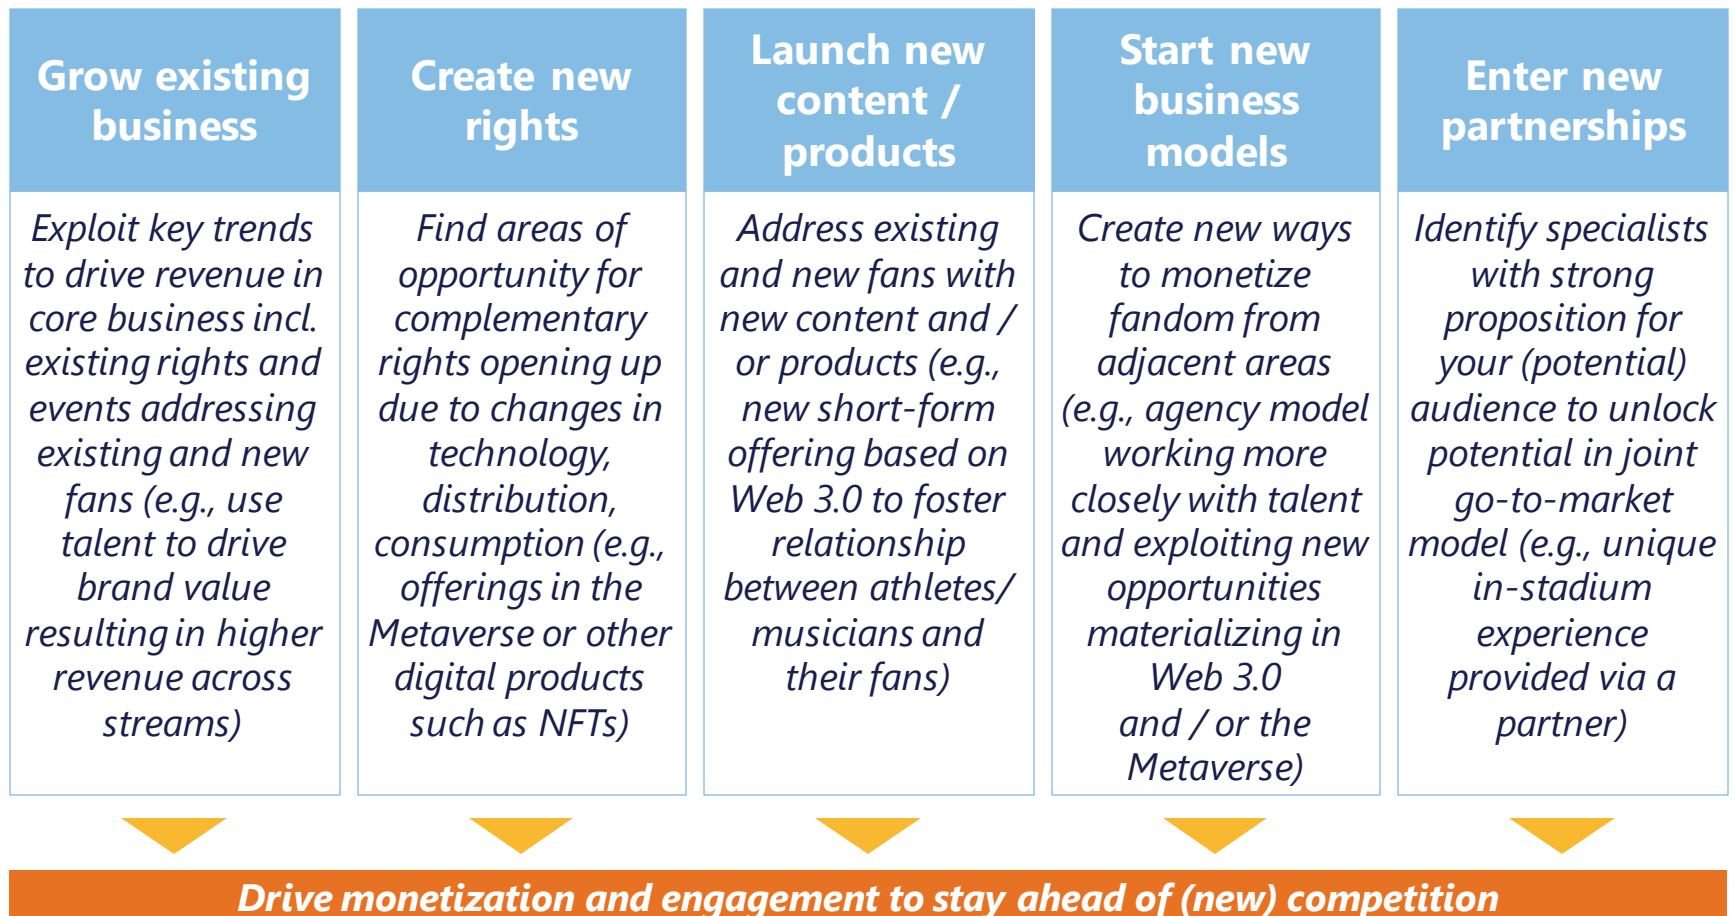 Grow existing
business
Exploit key trends
to drive revenue in
core business incl.
existing rights and
events addressing
existing and new
fans (e.g., use
talent to drive
brand value
resulting in higher
revenue across
streams)
Create new
rights
Find areas of
opportunity for
complementary
rights opening up
due to changes in
technology,
distribution,
consumption (e.g.,
offerings in the
Metaverse or other
digital products
such as NFTs)
Launch new
content /
products
Address existing
and new fans with
new content and /
or products (e.g.,
new short-form
offering based on
Web 3.0 to foster
relationship
between athletes/
musicians and
their fans)
Start new
business
models
Create new ways
to monetize
fandom from
adjacent areas
(e.g., agency model
working more
closely with talent
and exploiting new
opportunities
materializing in
Web 3.0
and / or the
Metaverse)
Enter new
partnerships
Identify specialists
with strong
proposition for
your (potential)
audience to unlock
potential in joint
go-to-market
model (e.g., unique
in-stadium
experience
provided via a
partner)
Drive monetization and engagement to stay ahead of (new) competition